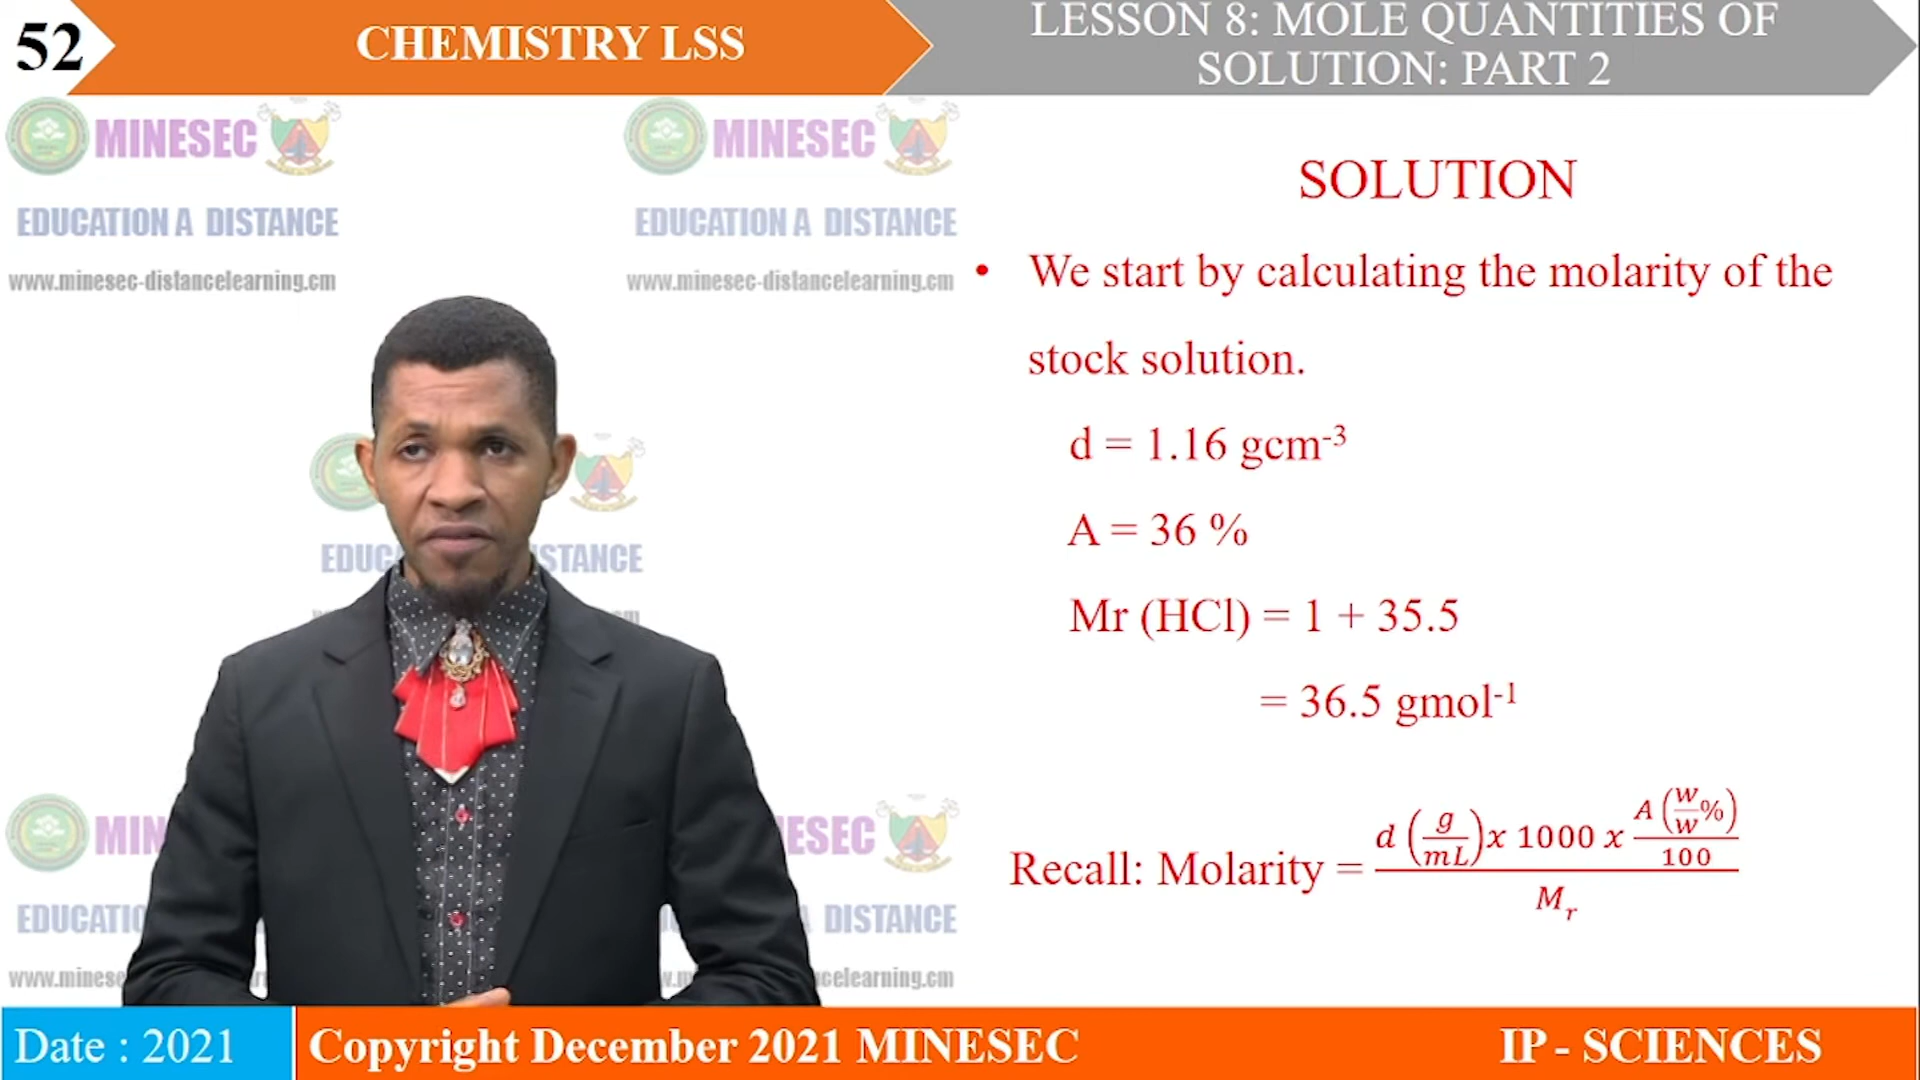 52
CHEMISTRY LSS
LESSON 8: MOLE QUANTITIES OF
SOLUTION: PART 2
MINESEC
EDUCATION A DISTANCE
www.minesec-distancelearning.cm
MINESEC
EDUCATION A DISTANCE
www.minesec-distancelearning.cm
SOLUTION
• We start by calculating the molarity of the
stock solution.
d = 1.16 gcm⁻³
A = 36 %
Mr (HCl) = 1 + 35.5
= 36.5 gmol⁻¹
Recall: Molarity = (d (g/mL) x 1000 x (A (w/w %)/100))/Mᵣ
Date : 2021
Copyright December 2021 MINESEC
IP - SCIENCES